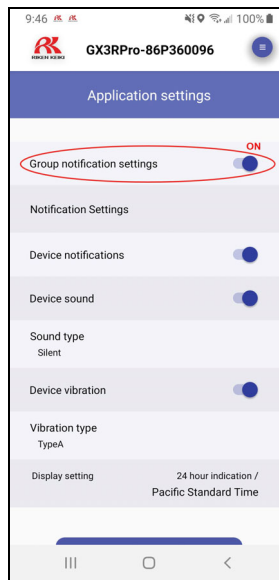 9:46
100%
RIKEN KEIKI
GX3RPro-86P360096
Application settings
ON
Group notification settings
Notification Settings
Device notifications
Device sound
Sound type
Silent
Device vibration
Vibration type
TypeA
Display setting
24 hour indication /
Pacific Standard Time